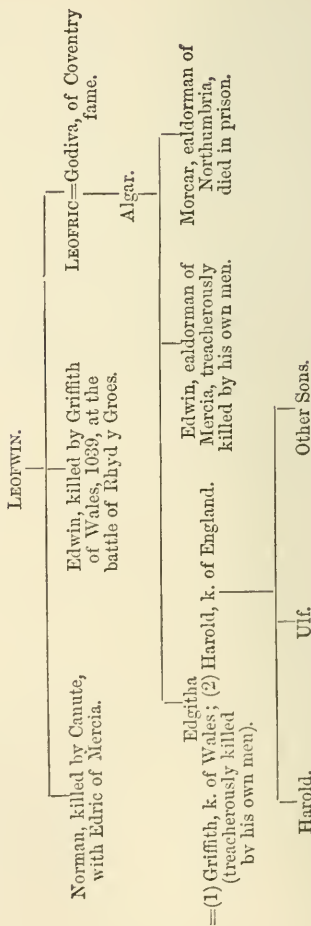 LEOFWIN.
Norman, killed by Canute,
with Edric of Mercia.
Edwin, killed by Griffith
of Wales, 1039, at the
battle of Rhyd y Groes.
LEOFRIC=Godiva, of Coventry
fame.
Algar.
Edgitha
=(1) Griffith, k. of Wales; (2) Harold, k. of England.
(treacherously killed
by his own men).
Edwin, ealdorman of
Mercia, treacherously
killed by his own men.
Morcar, ealdorman of
Northumbria,
died in prison.
Harold.
Ulf.
Other Sons.